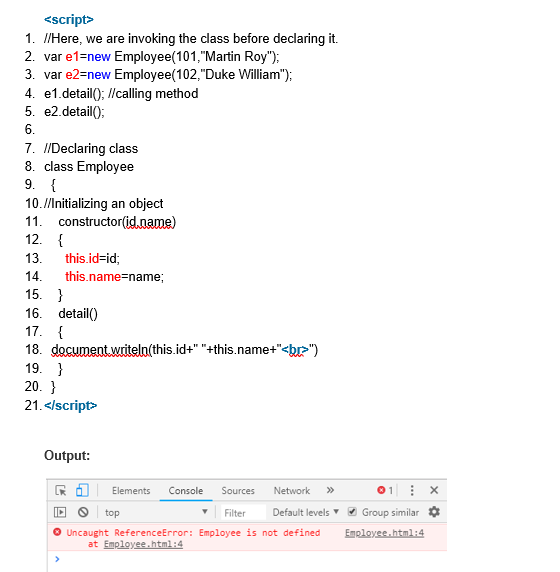 <script>
1. //Here, we are invoking the class before declaring it.
2. var e1=new Employee(101,"Martin Roy");
3. var e2=new Employee(102,"Duke William");
4. e1.detail(); //calling method
5. e2.detail();
6.
7. //Declaring class
8. class Employee
9. {
10. //Initializing an object
11. constructor(id,name)
12. {
13. this.id=id;
14. this.name=name;
15. }
16. detail()
17. {
18. document.writeln(this.id+" "+this.name+"<br>")
19. }
20. }
21. </script>
Output:
Elements Console Sources Network » 1
top Filter Default levels Group similar
Uncaught ReferenceError: Employee is not defined Employee.html:4
at Employee.html:4
>